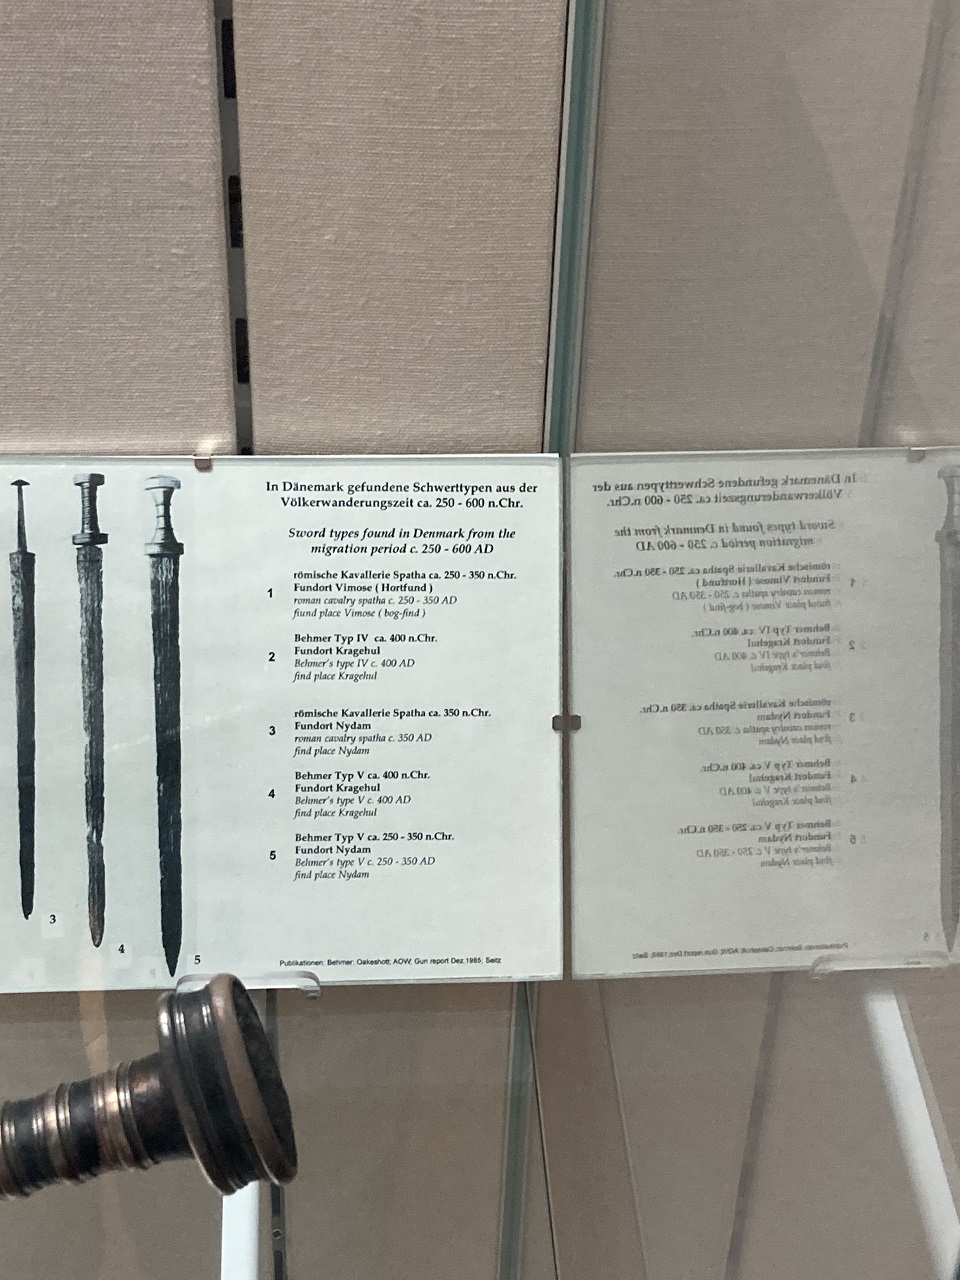 In Dänemark gefundene Schwerttypen aus der
Völkerwanderungszeit ca. 250 - 600 n.Chr.
Sword types found in Denmark from the
migration period c. 250 - 600 AD
1
römische Kavallerie Spatha ca. 250 - 350 n.Chr.
Fundort Vimose ( Hortfund )
roman cavalry spatha c. 250 - 350 AD
fiund place Vimose ( bog-find )
2
Behmer Typ IV ca. 400 n.Chr.
Fundort Kragehul
Behmer's type IV c. 400 AD
find place Kragehul
3
römische Kavallerie Spatha ca. 350 n.Chr.
Fundort Nydam
roman cavalry spatha c. 350 AD
find place Nydam
4
Behmer Typ V ca. 400 n.Chr.
Fundort Kragehul
Behmer's type V c. 400 AD
find place Kragehul
5
Behmer Typ V ca. 250 - 350 n.Chr.
Fundort Nydam
Behmer's type V c. 250 - 350 AD
find place Nydam
3
4
5
Publikationen: Behmer; Oakeshott; AOW; Gun report Dez.1985; Seitz